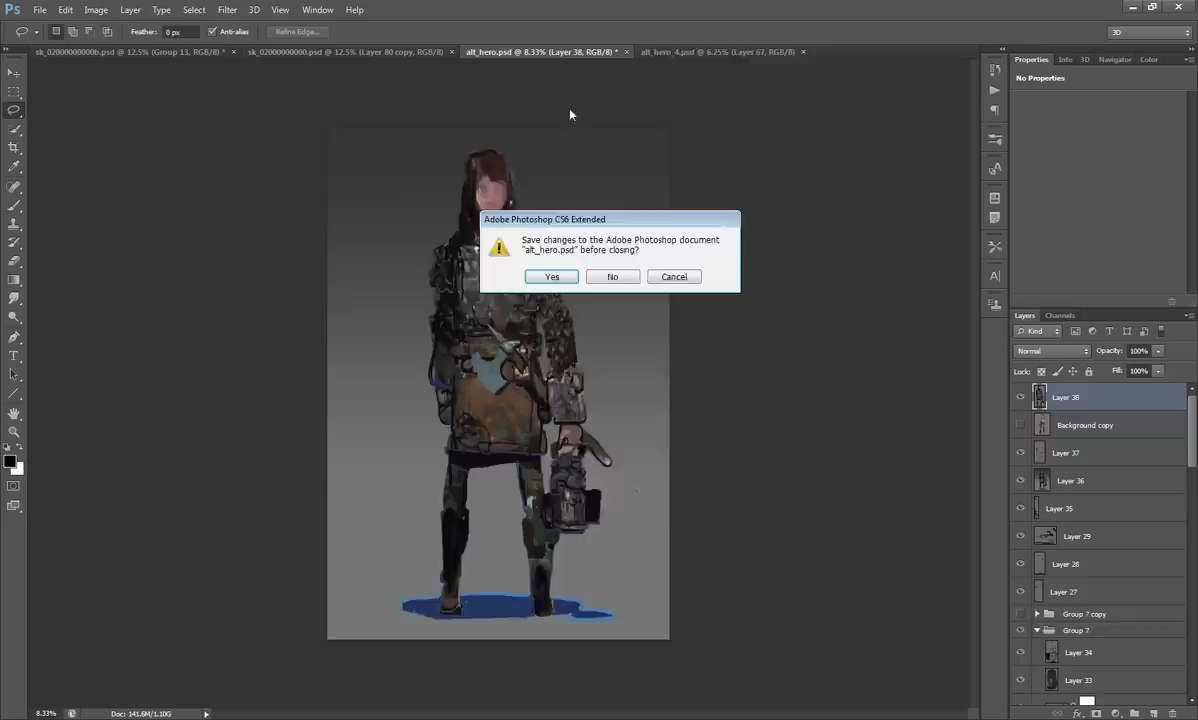 Ps File Edit Image Layer Type Select Filter 3D View Window Help
Feather: 0 px Anti-alias Refine Edge... 3D
sk_02000000000b.psd @ 12.5% (Group 13, RGB/8) * × sk_0200000000.psd @ 12.5% (Layer 80 copy, RGB/8) × alt_hero.psd @ 8.33% (Layer 38, RGB/8) * × alt_hero_4.psd @ 6.25% (Layer 67, RGB/8) ×
Properties Info 3D Navigator Color
No Properties
Adobe Photoshop CS6 Extended
Save changes to the Adobe Photoshop document
"alt_hero.psd" before closing?
Yes No Cancel
Layers Channels
Kind
Normal Opacity: 100%
Lock: Fill: 100%
Layer 38
Background copy
Layer 37
Layer 36
Layer 35
Layer 29
Layer 28
Layer 27
Group 7 copy
Group 7
Layer 34
Layer 33
8.33% Doc: 141.6M/1.10G